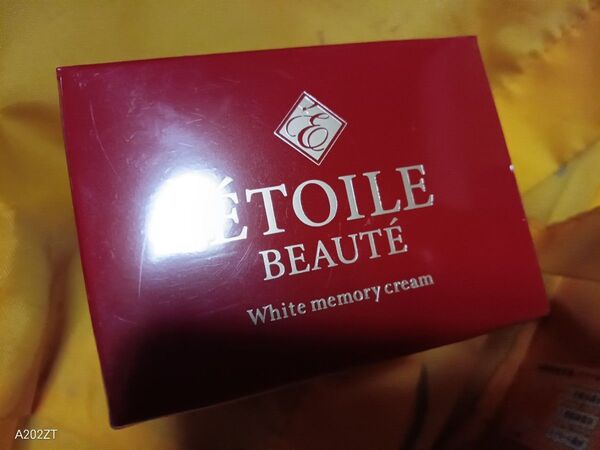 É
ÉTOILE
BEAUTÉ
White memory cream
A202ZT